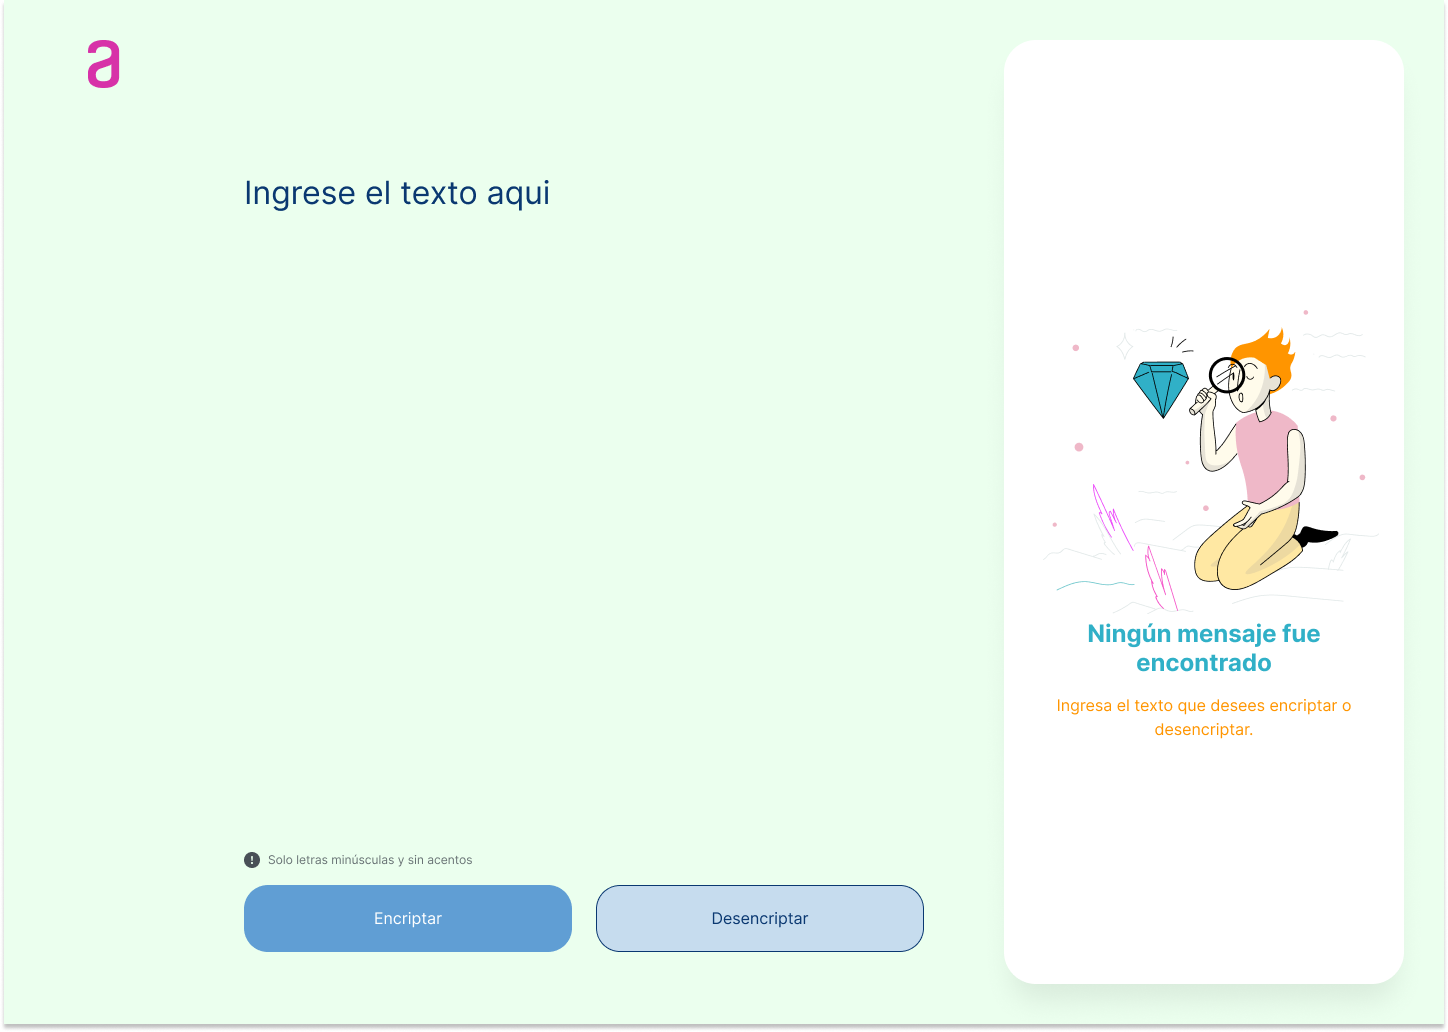 a
Ingrese el texto aqui
Ningún mensaje fue
encontrado
Ingresa el texto que desees encriptar o
desencriptar.
! Solo letras minúsculas y sin acentos
Encriptar
Desencriptar